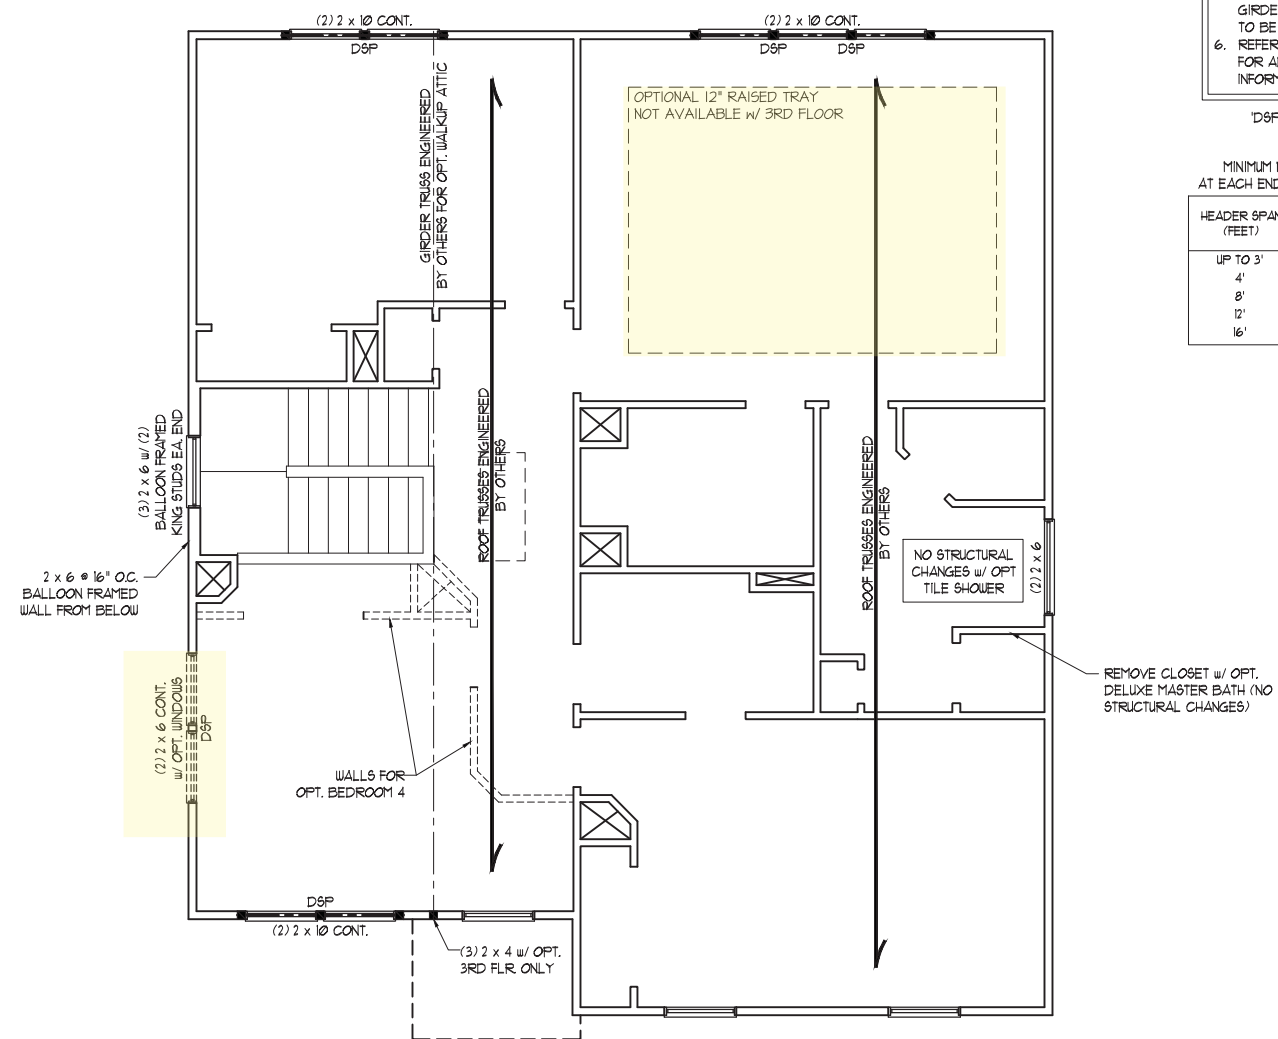 (2) 2 x 10 CONT.
DSP
(2) 2 x 10 CONT.
DSP
DSP
GIRDE
TO BE
6. REFER
FOR A
INFORM
'DSF
MINIMUM
AT EACH END
HEADER SPAN
(FEET)
UP TO 3'
4'
8'
12'
16'
OPTIONAL 12" RAISED TRAY
NOT AVAILABLE w/ 3RD FLOOR
GIRDER TRUSS ENGINEERED
BY OTHERS FOR OPT. WALKUP ATTIC
(3) 2 x 6 w/ (2)
BALLOON FRAMED
KING STUDS EA. END
ROOF TRUSSES ENGINEERED
BY OTHERS
ROOF TRUSSES ENGINEERED
BY OTHERS
NO STRUCTURAL
CHANGES w/ OPT
TILE SHOWER
(2) 2 x 6
2 x 6 @ 16" O.C.
BALLOON FRAMED
WALL FROM BELOW
(2) 2 x 6 CONT.
w/ OPT. WINDOWS
DSP
WALLS FOR
OPT. BEDROOM 4
REMOVE CLOSET w/ OPT.
DELUXE MASTER BATH (NO
STRUCTURAL CHANGES)
DSP
(2) 2 x 10 CONT.
(3) 2 x 4 w/ OPT.
3RD FLR. ONLY